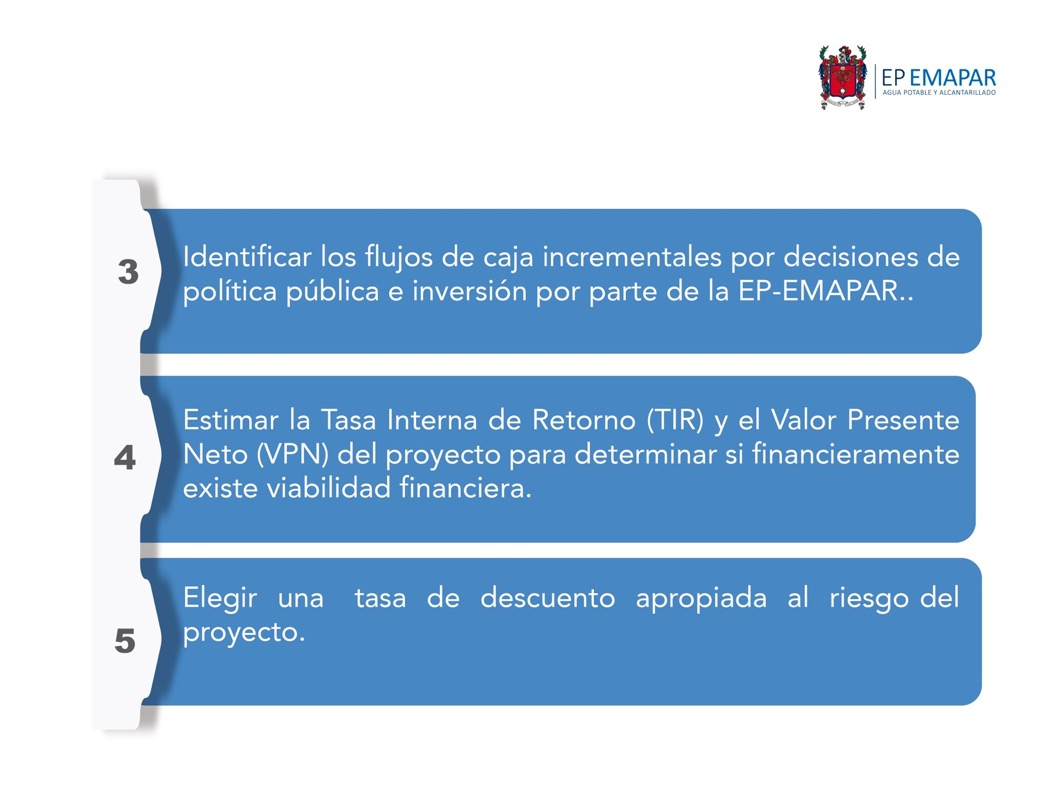 EP EMAPAR
AGUA POTABLE Y ALCANTARILLADO
3
Identificar los flujos de caja incrementales por decisiones de
política pública e inversión por parte de la EP-EMAPAR..
4
Estimar la Tasa Interna de Retorno (TIR) y el Valor Presente
Neto (VPN) del proyecto para determinar si financieramente
existe viabilidad financiera.
5
Elegir una tasa de descuento apropiada al riesgo del
proyecto.